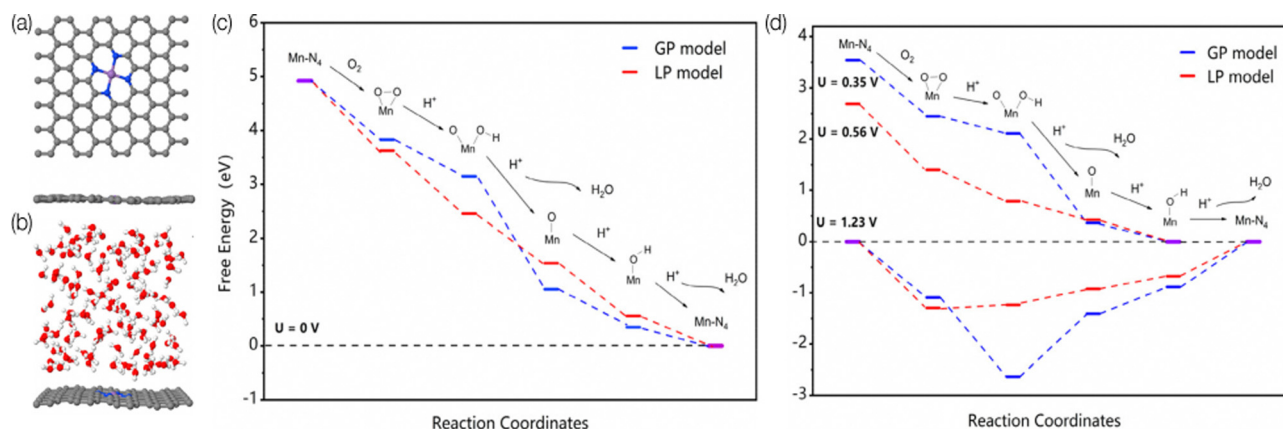 (a)
(b)
(c)
6
5
4
3
2
1
0
-1
Free Energy (eV)
Reaction Coordinates
GP model
LP model
Mn-N4
O2
O O
Mn
H+
O O H
Mn
H+
H2O
O
Mn
H+
O H
Mn
H+
H2O
Mn-N4
U = 0 V
(d)
4
3
2
1
0
-1
-2
-3
Reaction Coordinates
GP model
LP model
Mn-N4
O2
O O
Mn
H+
O O H
Mn
H+
H2O
O
Mn
H+
O H
Mn
H+
H2O
Mn-N4
U = 0.35 V
U = 0.56 V
U = 1.23 V